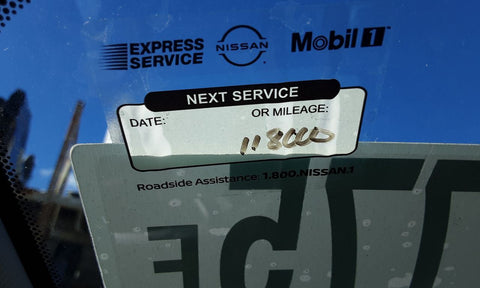 EXPRESS
SERVICE
NISSAN
Mobil 1
NEXT SERVICE
DATE:
OR MILEAGE:
118000
Roadside Assistance: 1.800.NISSAN.1